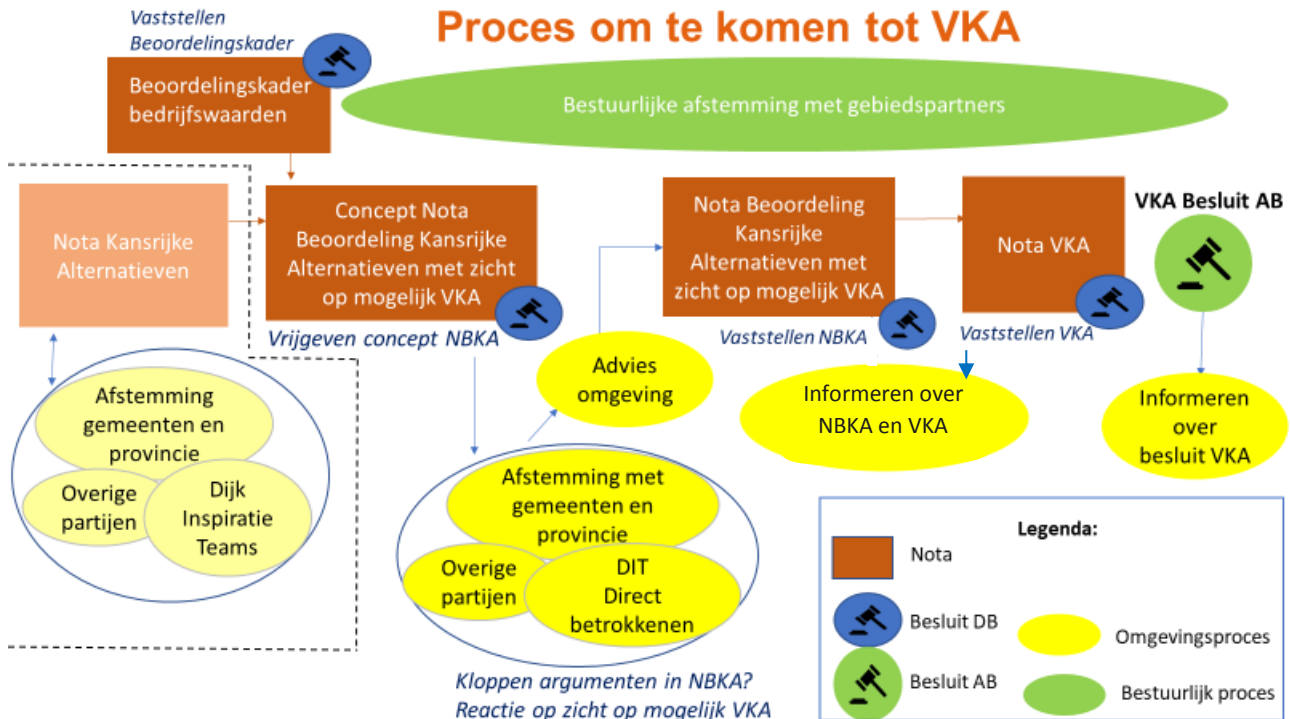 Proces om te komen tot VKA
Vaststellen
Beoordelingskader
Beoordelingskader
bedrijfswaarden
Bestuurlijke afstemming met gebiedspartners
Nota Kansrijke
Alternatieven
Concept Nota
Beoordeling Kansrijke
Alternatieven met zicht
op mogelijk VKA
Vrijgeven concept NBKA
Nota Beoordeling
Kansrijke
Alternatieven met
zicht op mogelijk VKA
Vaststellen NBKA
Nota VKA
Vaststellen VKA
VKA Besluit AB
Advies
omgeving
Informeren over
NBKA en VKA
Informeren
over
besluit VKA
Afstemming
gemeenten en
provincie
Overige
partijen
Dijk
Inspiratie
Teams
Afstemming met
gemeenten en
provincie
Overige
partijen
DIT
Direct
betrokkenen
Kloppen argumenten in NBKA?
Reactie op zicht op mogelijk VKA
Legenda:
Nota
Besluit DB
Omgevingsproces
Besluit AB
Bestuurlijk proces